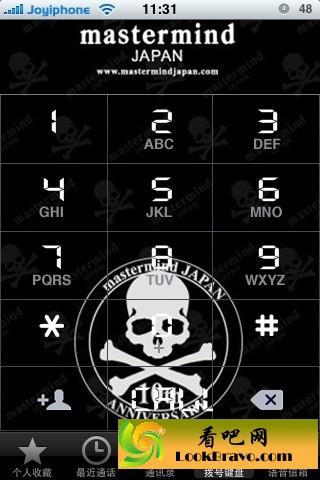 Joyiphone 11:31 48
mastermind
JAPAN
www.mastermindjapan.com
1 2 3
ABC DEF
4 5 6
GHI JKL MNO
7 8 9
PQRS TUV WXYZ
mastermind JAPAN
* #
+
10
ANNIVERSARY
看吧网
LookBravo.com
个人收藏 最近通话 通讯录 拨号键盘 语音信箱